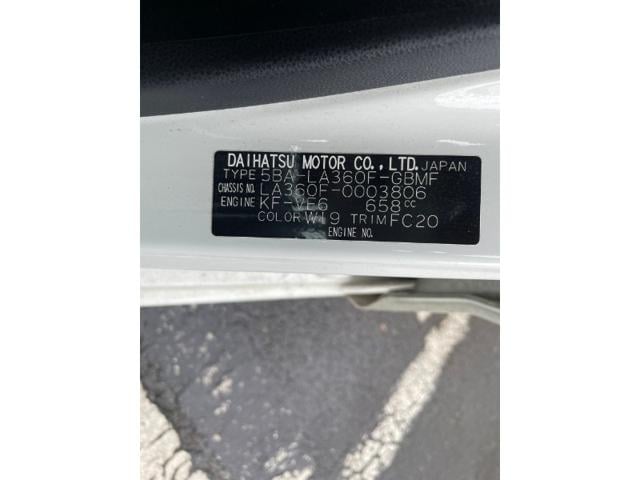 DAIHATSU MOTOR CO., LTD. JAPAN
TYPE 5BA-LA360F-GBMF
CHASSIS NO. LA360F-0003806
ENGINE KF-VE6 658CC
COLOR W19 TRIM FC20
ENGINE NO.